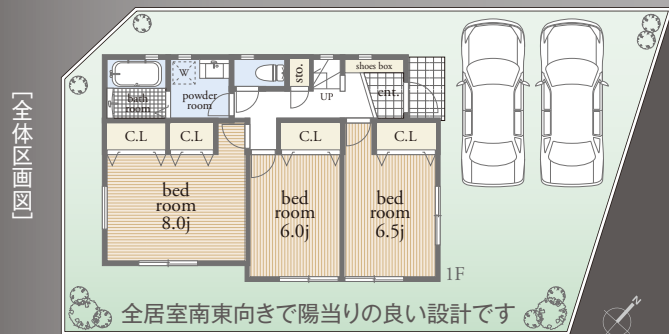 [全体区画図]
bath
room
W
powder
room
sto.
UP
shoes box
ent.
C.L
C.L
C.L
C.L
bed
room
8.0j
bed
room
6.0j
bed
room
6.5j
1F
全居室南東向きで陽当りの良い設計です
N